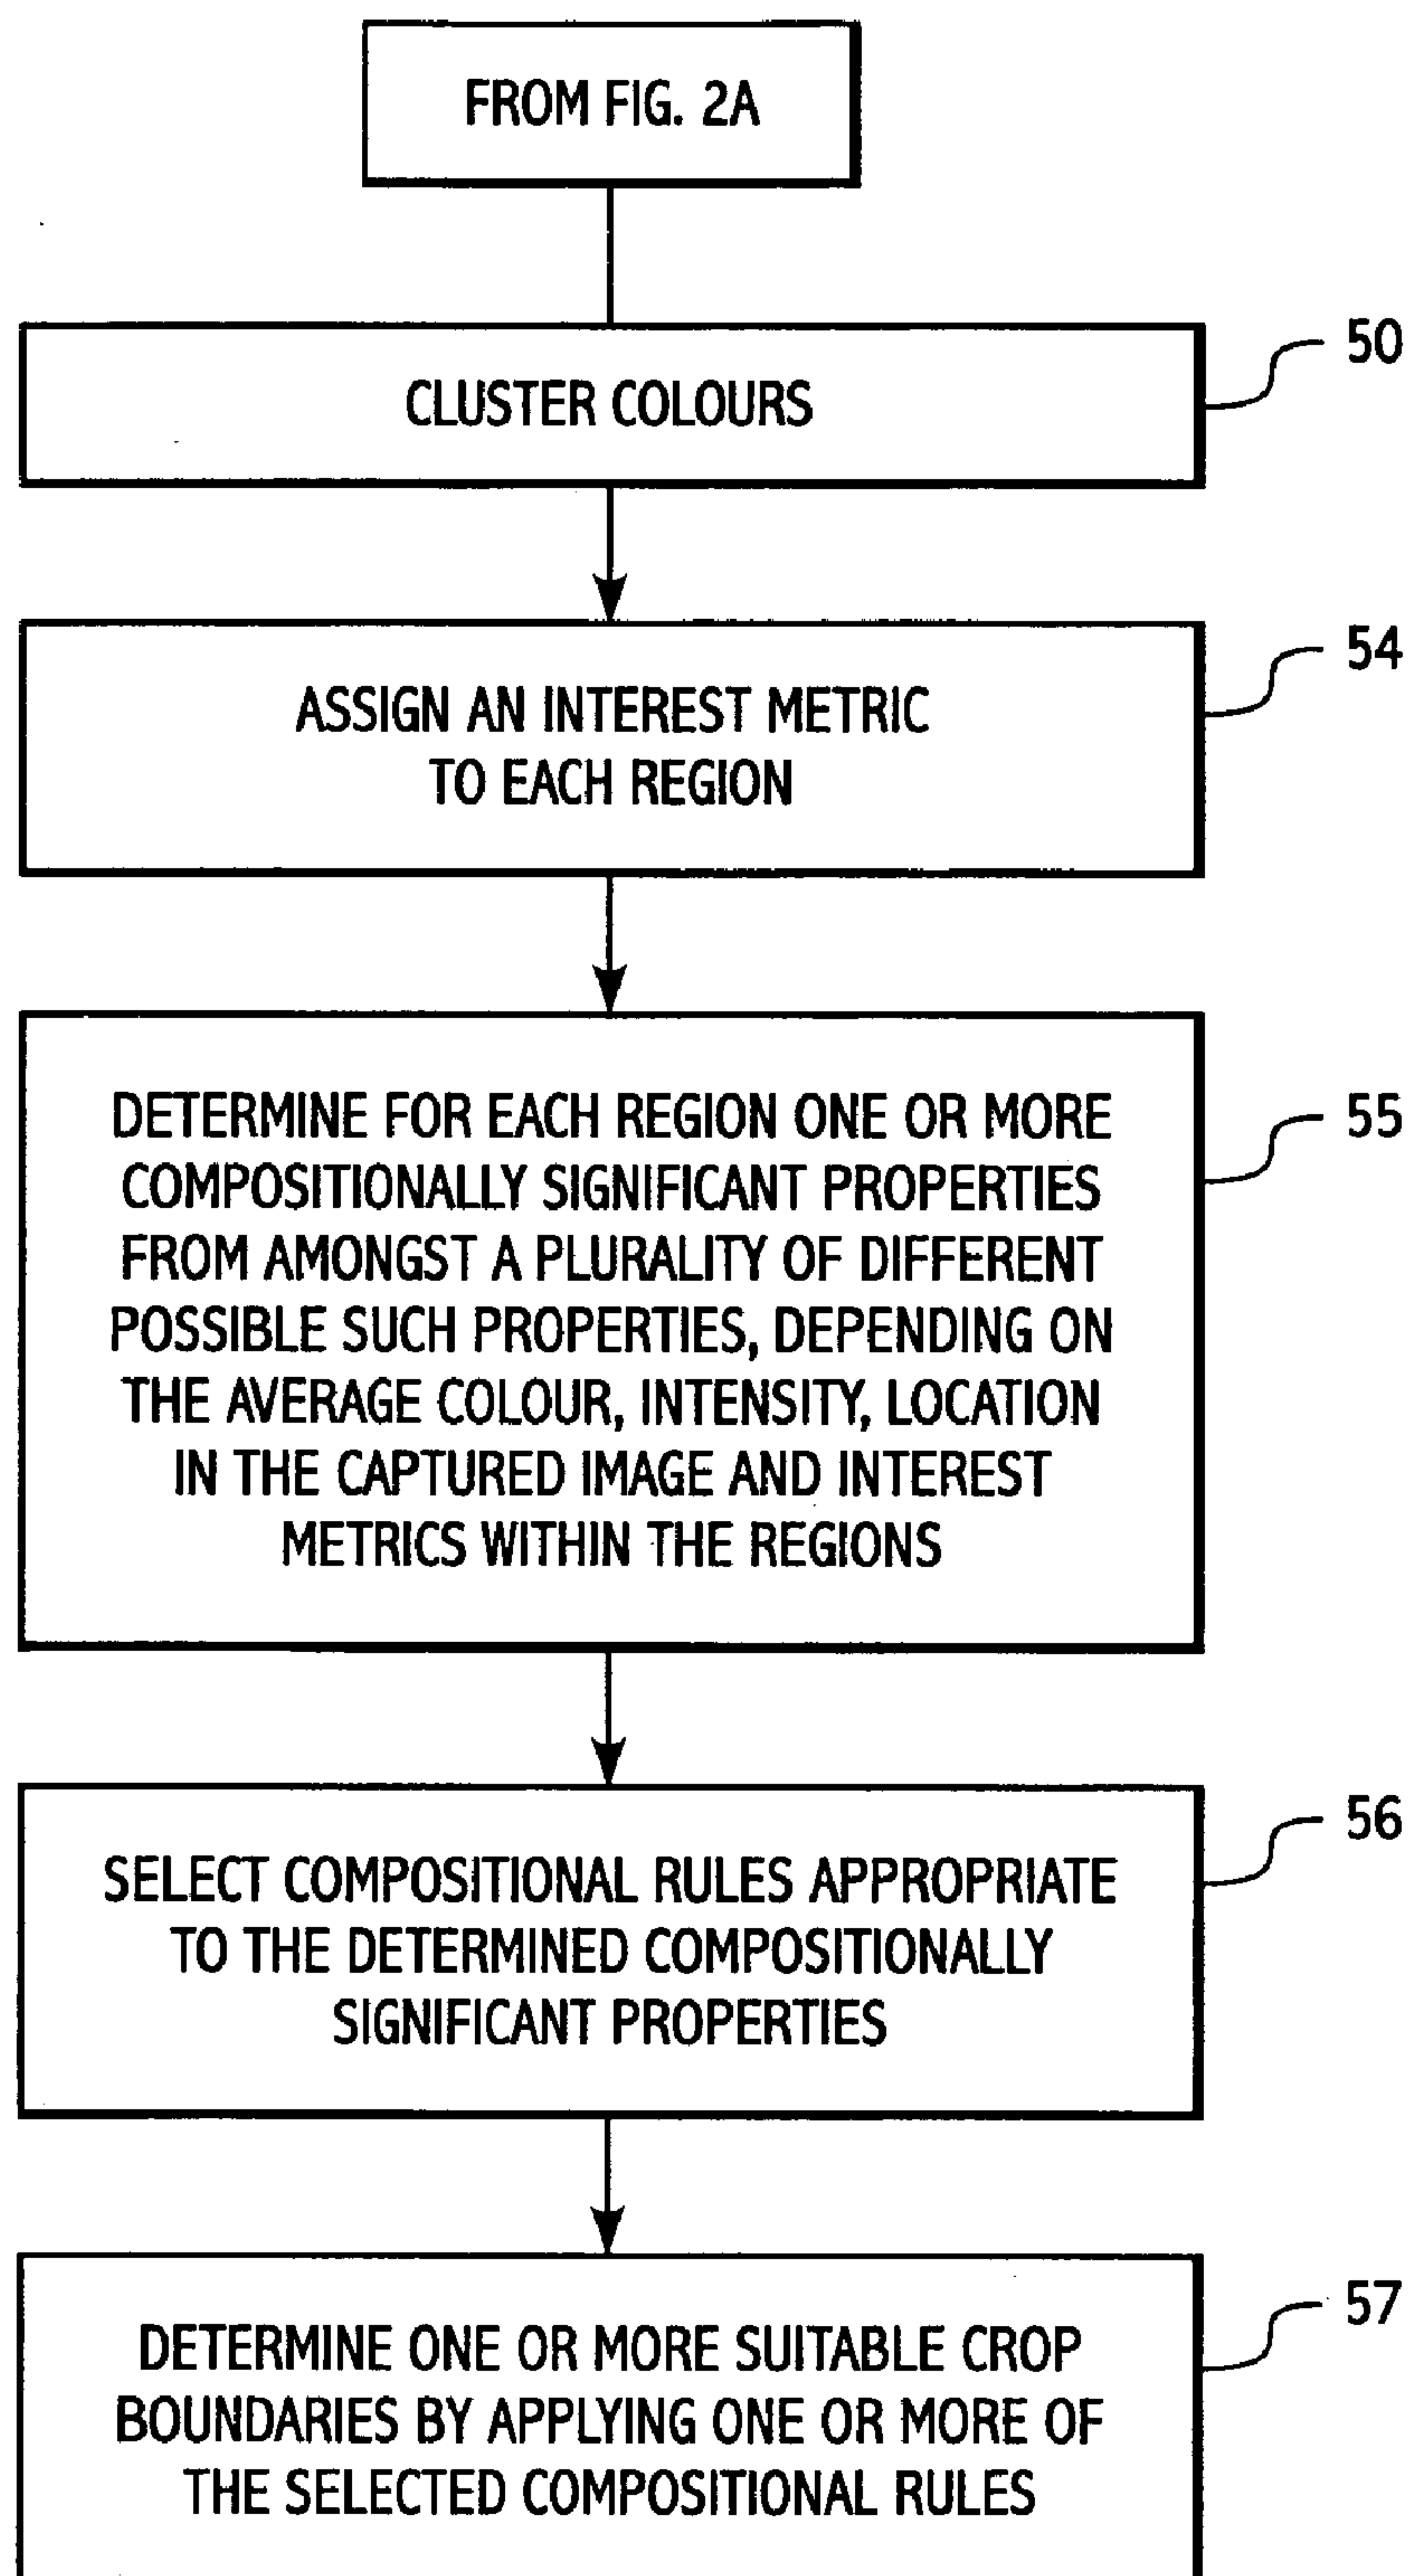 FROM FIG. 2A
50
CLUSTER COLOURS
54
ASSIGN AN INTEREST METRIC
TO EACH REGION
55
DETERMINE FOR EACH REGION ONE OR MORE
COMPOSITIONALLY SIGNIFICANT PROPERTIES
FROM AMONGST A PLURALITY OF DIFFERENT
POSSIBLE SUCH PROPERTIES, DEPENDING ON
THE AVERAGE COLOUR, INTENSITY, LOCATION
IN THE CAPTURED IMAGE AND INTEREST
METRICS WITHIN THE REGIONS
56
SELECT COMPOSITIONAL RULES APPROPRIATE
TO THE DETERMINED COMPOSITIONALLY
SIGNIFICANT PROPERTIES
57
DETERMINE ONE OR MORE SUITABLE CROP
BOUNDARIES BY APPLYING ONE OR MORE OF
THE SELECTED COMPOSITIONAL RULES